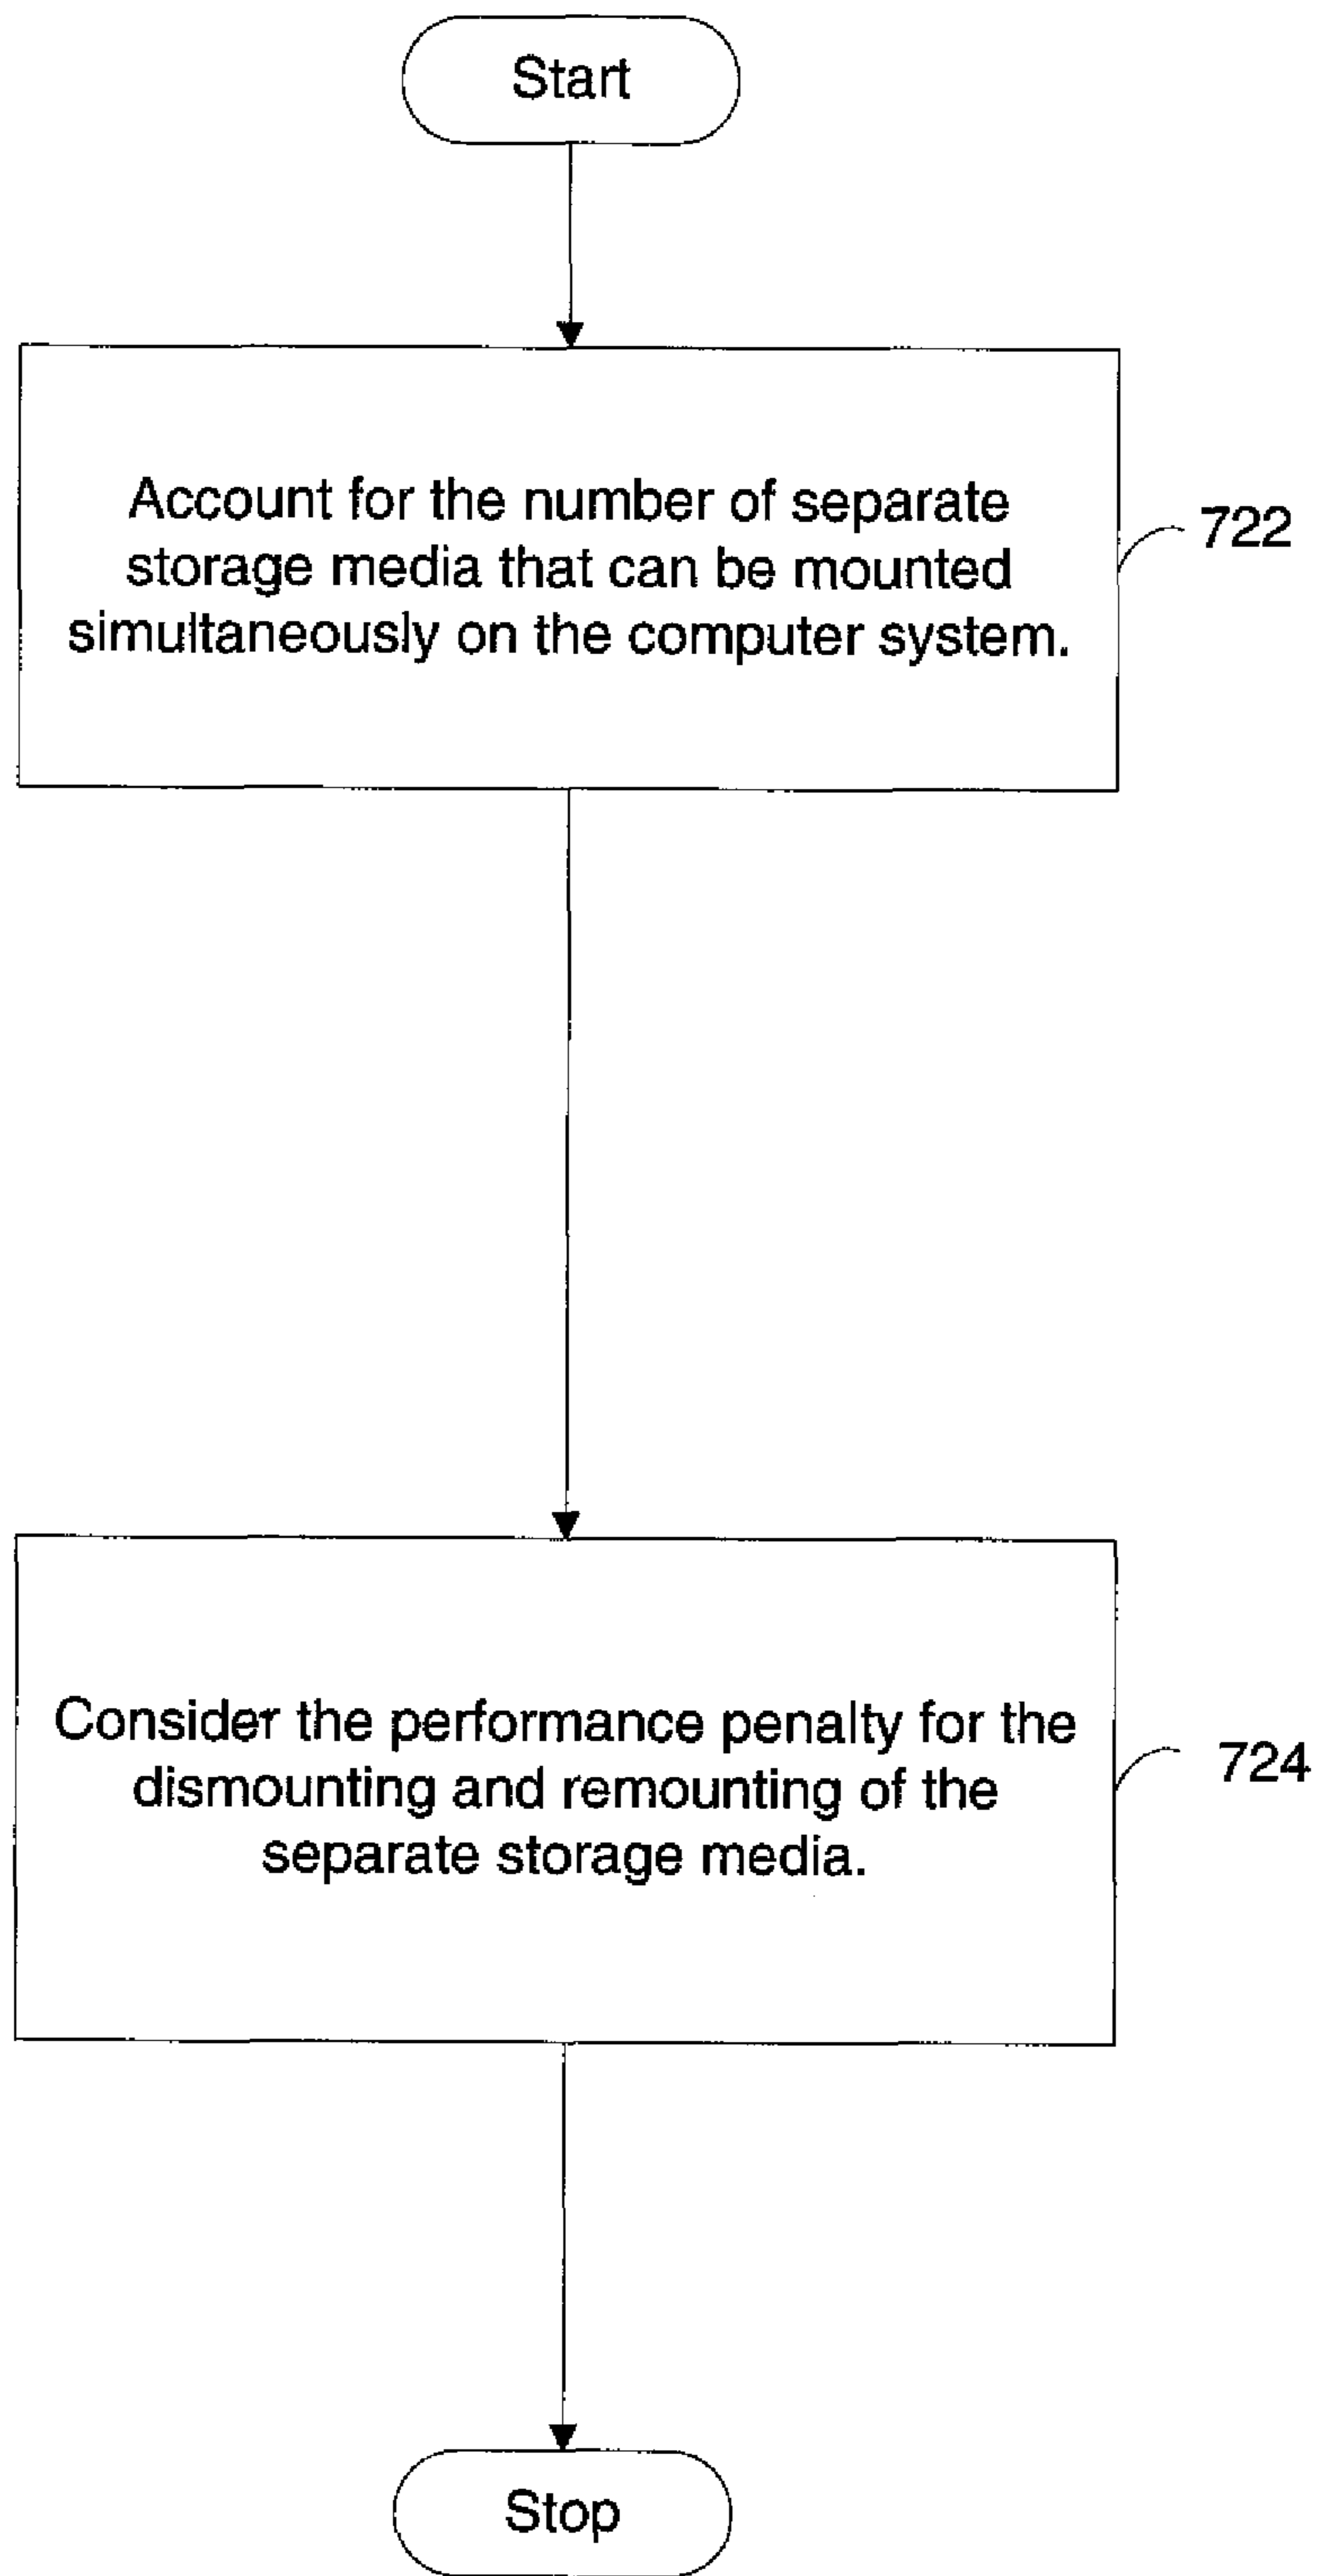 Start
Account for the number of separate
storage media that can be mounted
simultaneously on the computer system.
722
Consider the performance penalty for the
dismounting and remounting of the
separate storage media.
724
Stop